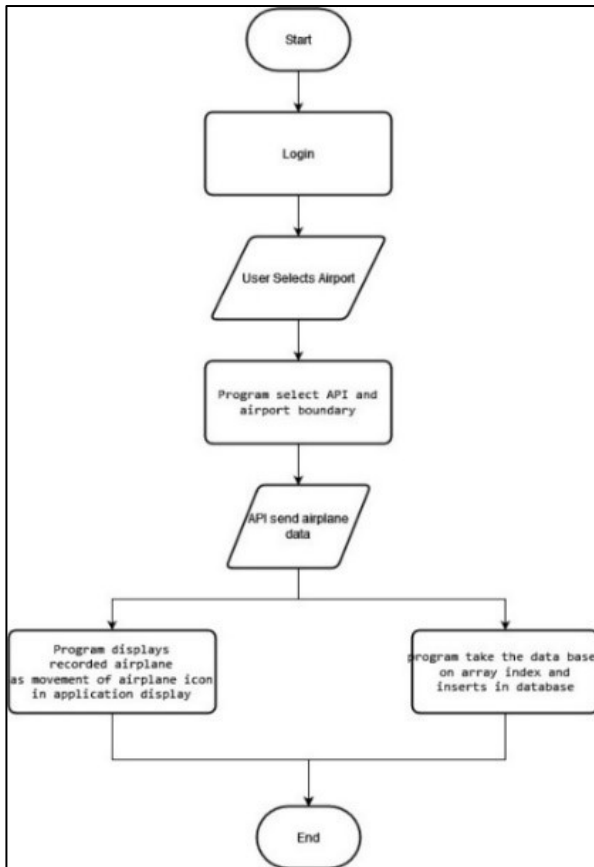 Start
Login
User Selects Airport
Program select API and
airport boundary
API send airplane
data
Program displays
recorded airplane
as movement of airplane icon
in application display
program take the data base
on array index and
inserts in database
End